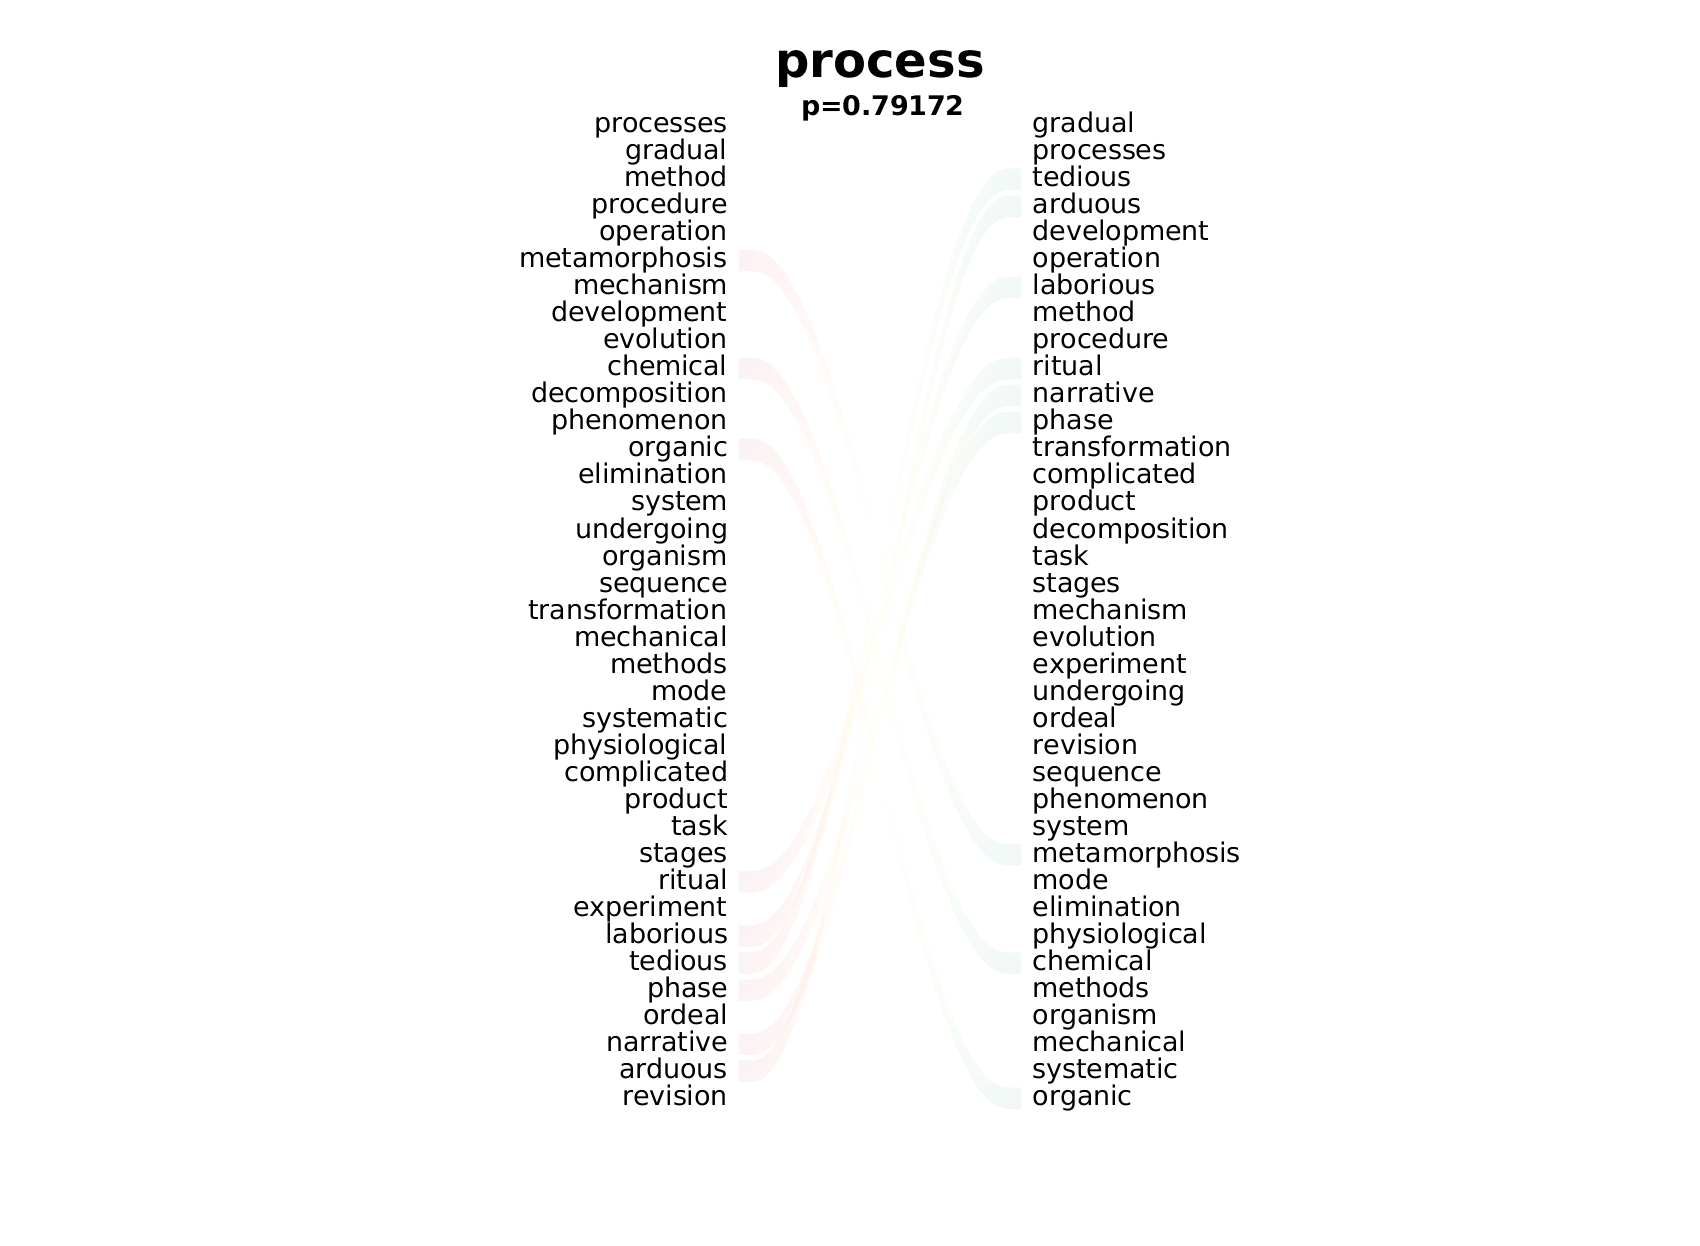 process
p=0.79172
processes
gradual
method
procedure
operation
metamorphosis
mechanism
development
evolution
chemical
decomposition
phenomenon
organic
elimination
system
undergoing
organism
sequence
transformation
mechanical
methods
mode
systematic
physiological
complicated
product
task
stages
ritual
experiment
laborious
tedious
phase
ordeal
narrative
arduous
revision
gradual
processes
tedious
arduous
development
operation
laborious
method
procedure
ritual
narrative
phase
transformation
complicated
product
decomposition
task
stages
mechanism
evolution
experiment
undergoing
ordeal
revision
sequence
phenomenon
system
metamorphosis
mode
elimination
physiological
chemical
methods
organism
mechanical
systematic
organic